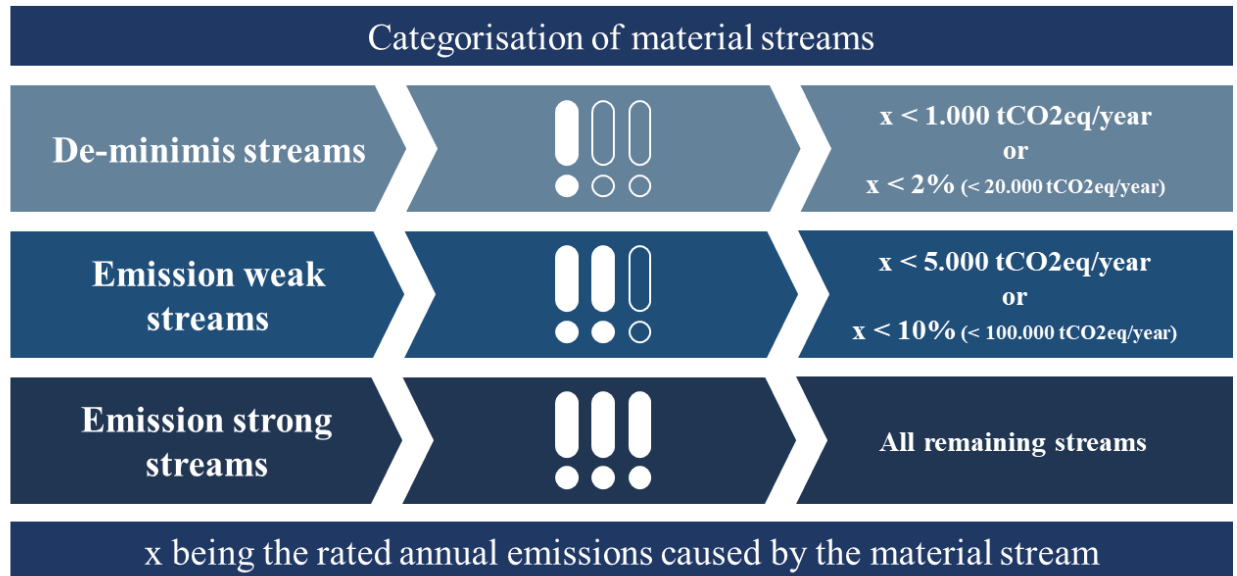 Categorisation of material streams
De-minimis streams
x < 1.000 tCO2eq/year
or
x < 2% (< 20.000 tCO2eq/year)
Emission weak
streams
x < 5.000 tCO2eq/year
or
x < 10% (< 100.000 tCO2eq/year)
Emission strong
streams
All remaining streams
x being the rated annual emissions caused by the material stream